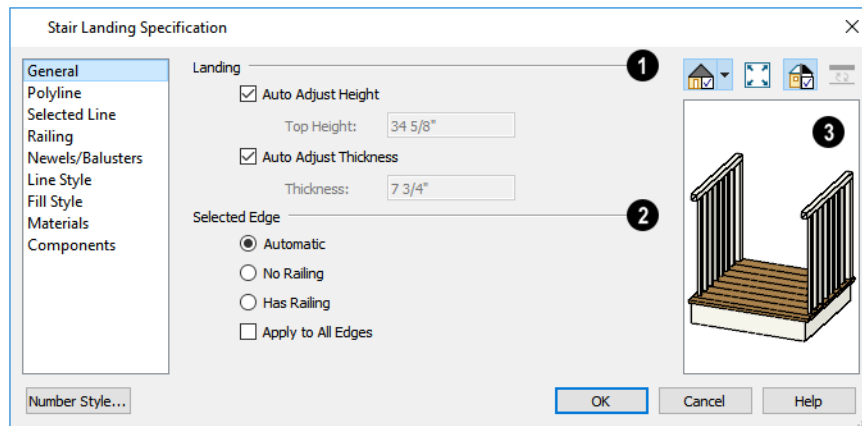 Stair Landing Specification
General
Polyline
Selected Line
Railing
Newels/Balusters
Line Style
Fill Style
Materials
Components
Landing
1
Auto Adjust Height
Top Height: 34 5/8"
Auto Adjust Thickness
Thickness: 7 3/4"
Selected Edge
2
Automatic
No Railing
Has Railing
Apply to All Edges
3
Number Style...
OK
Cancel
Help